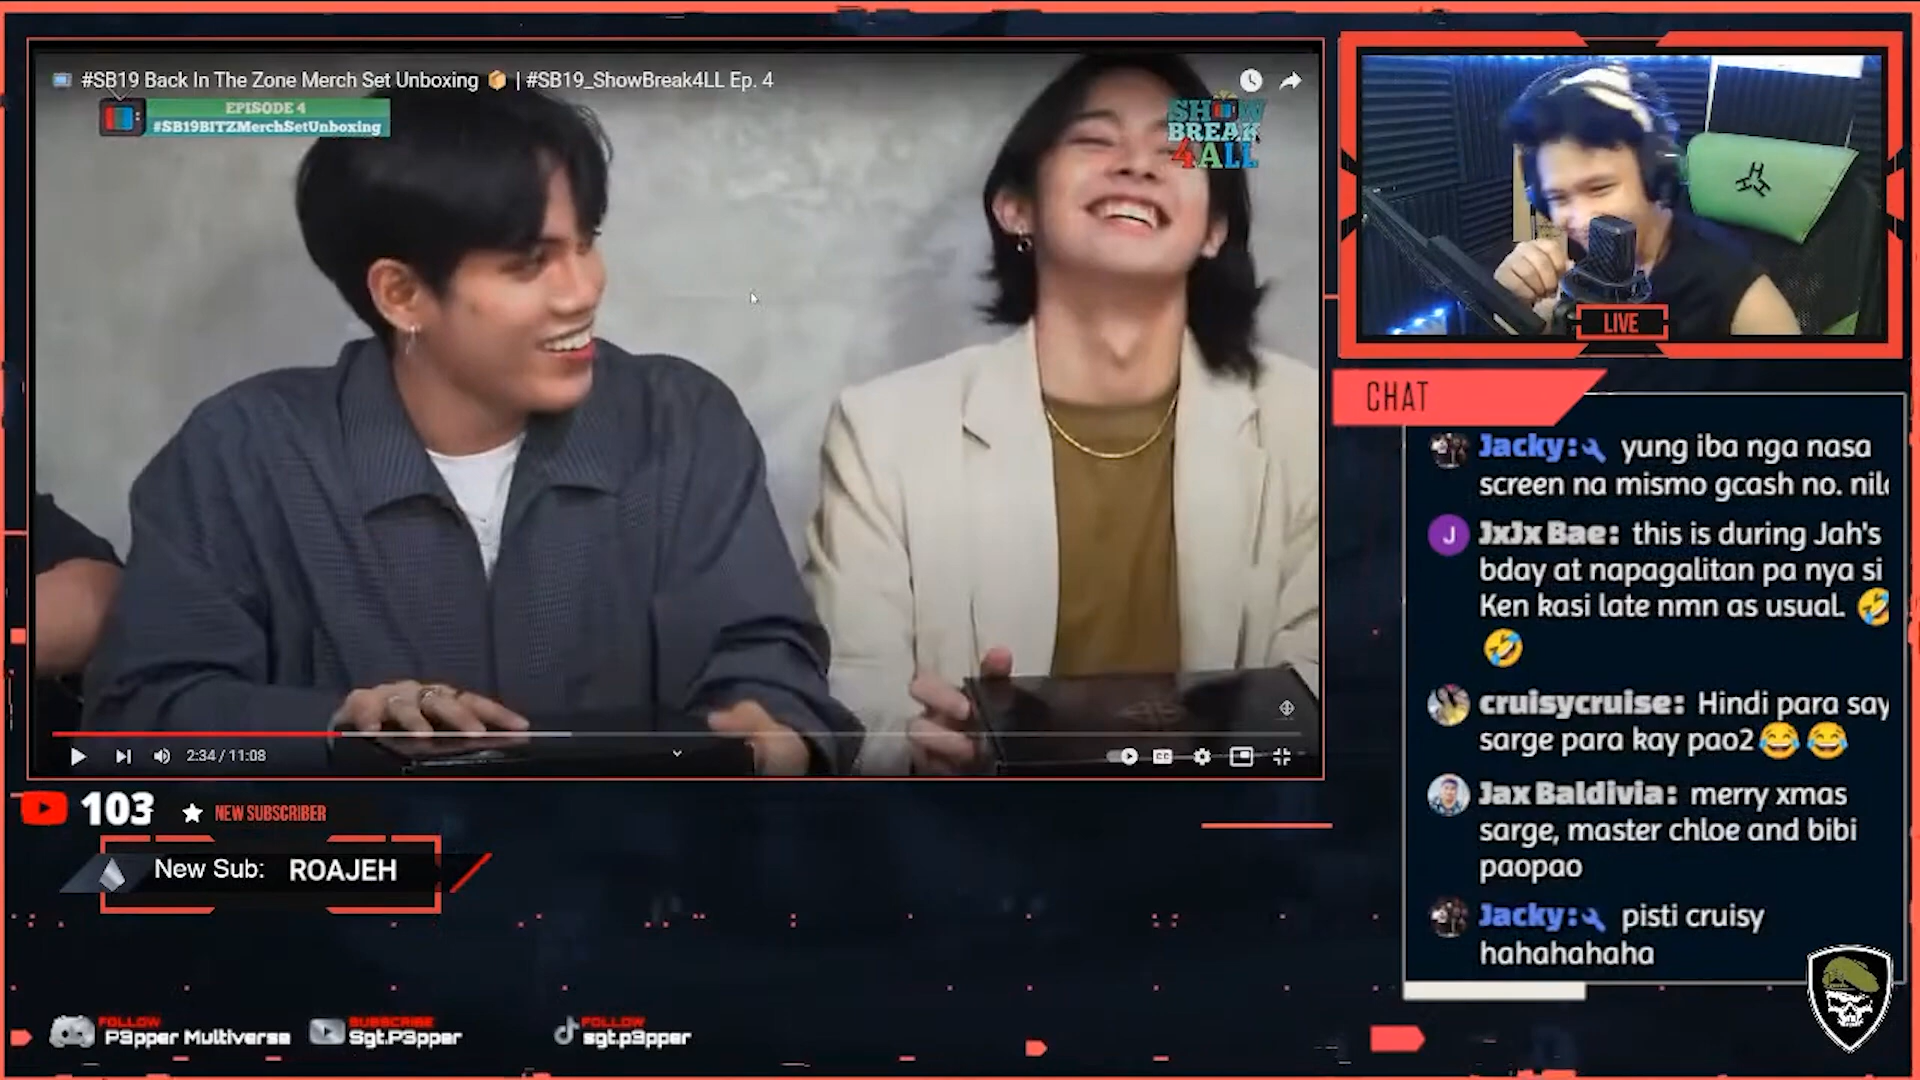 #SB19 Back In The Zone Merch Set Unboxing 📦 | #SB19_ShowBreak4LL Ep. 4
EPISODE 4
#SB19BITZMerchSetUnboxing
SHOW
BREAK
4ALL
2:34 / 11:08
CC
LIVE
CHAT
Jacky: yung iba nga nasa
screen na mismo gcash no.
J
JxJx Bae: this is during Jah's
bday at napagalitan pa nya si
Ken kasi late nmn as usual. 🤣
🤣
cruisycruise: Hindi para say
sarge para kay pao2😂😂
Jax Baldivia: merry xmas
sarge, master chloe and bibi
paopao
Jacky: pisti cruisy
hahahahaha
103
NEW SUBSCRIBER
New Sub: ROAJEH
FOLLOW
P3pper Multiverse
SUBSCRIBE
Sgt.P3pper
FOLLOW
sgt.p3pper